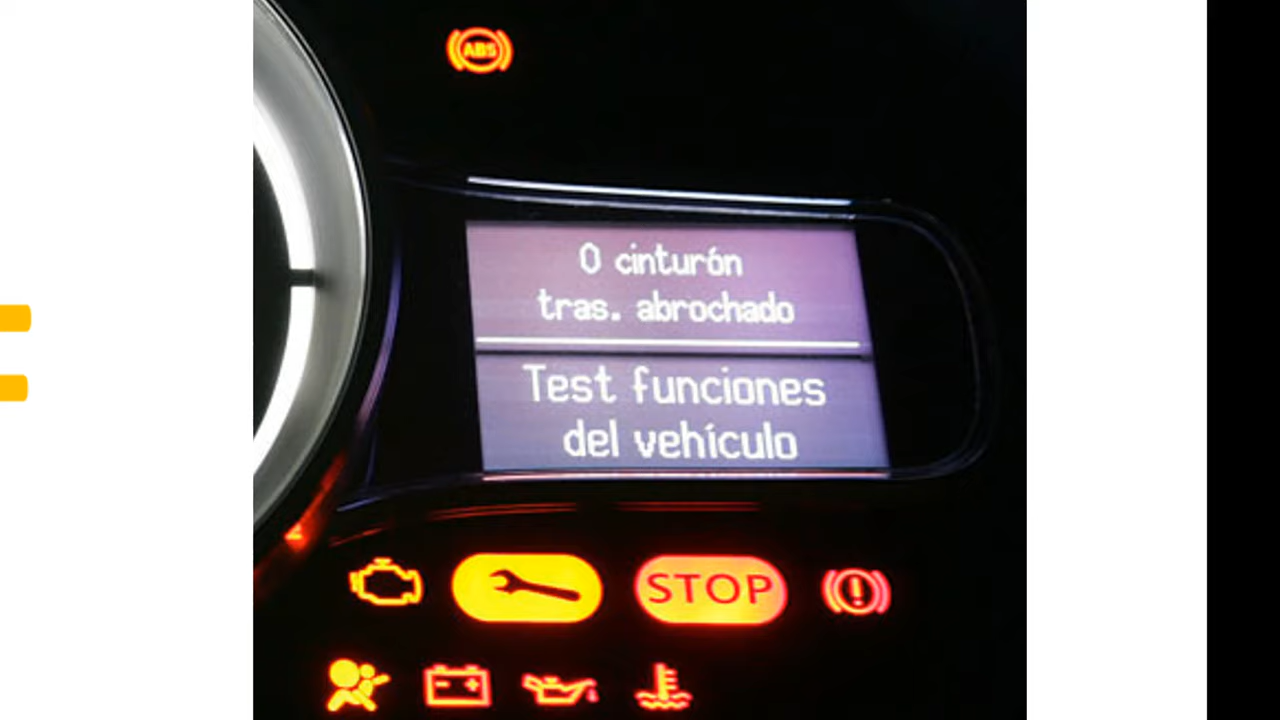 ABS
0 cinturón
tras. abrochado
Test funciones
del vehículo
STOP